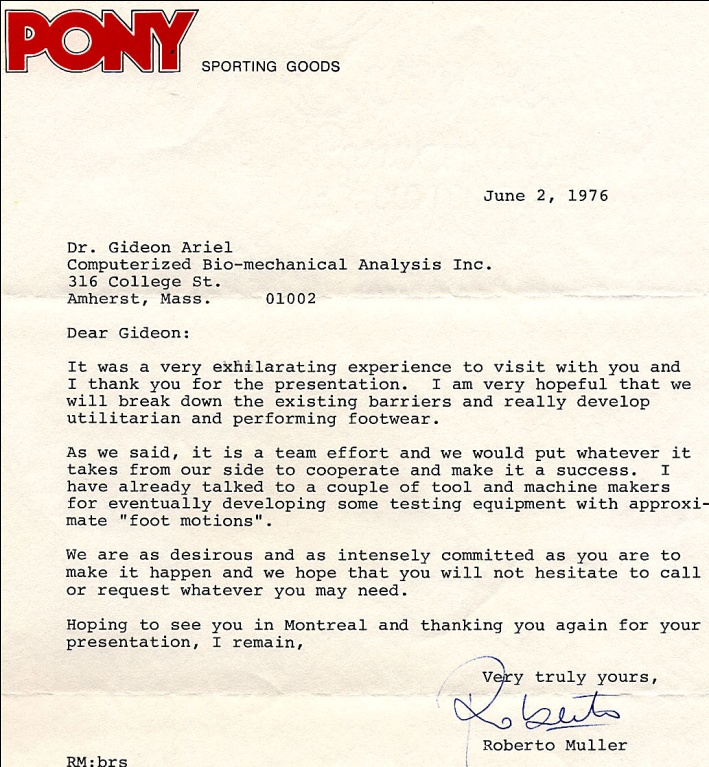 PONY SPORTING GOODS
June 2, 1976
Dr. Gideon Ariel
Computerized Bio-mechanical Analysis Inc.
316 College St.
Amherst, Mass. 01002
Dear Gideon:
It was a very exhilarating experience to visit with you and
I thank you for the presentation. I am very hopeful that we
will break down the existing barriers and really develop
utilitarian and performing footwear.
As we said, it is a team effort and we would put whatever it
takes from our side to cooperate and make it a success. I
have already talked to a couple of tool and machine makers
for eventually developing some testing equipment with approxi-
mate "foot motions".
We are as desirous and as intensely committed as you are to
make it happen and we hope that you will not hesitate to call
or request whatever you may need.
Hoping to see you in Montreal and thanking you again for your
presentation, I remain,
Very truly yours,
Roberto
Roberto Muller
RM:brs